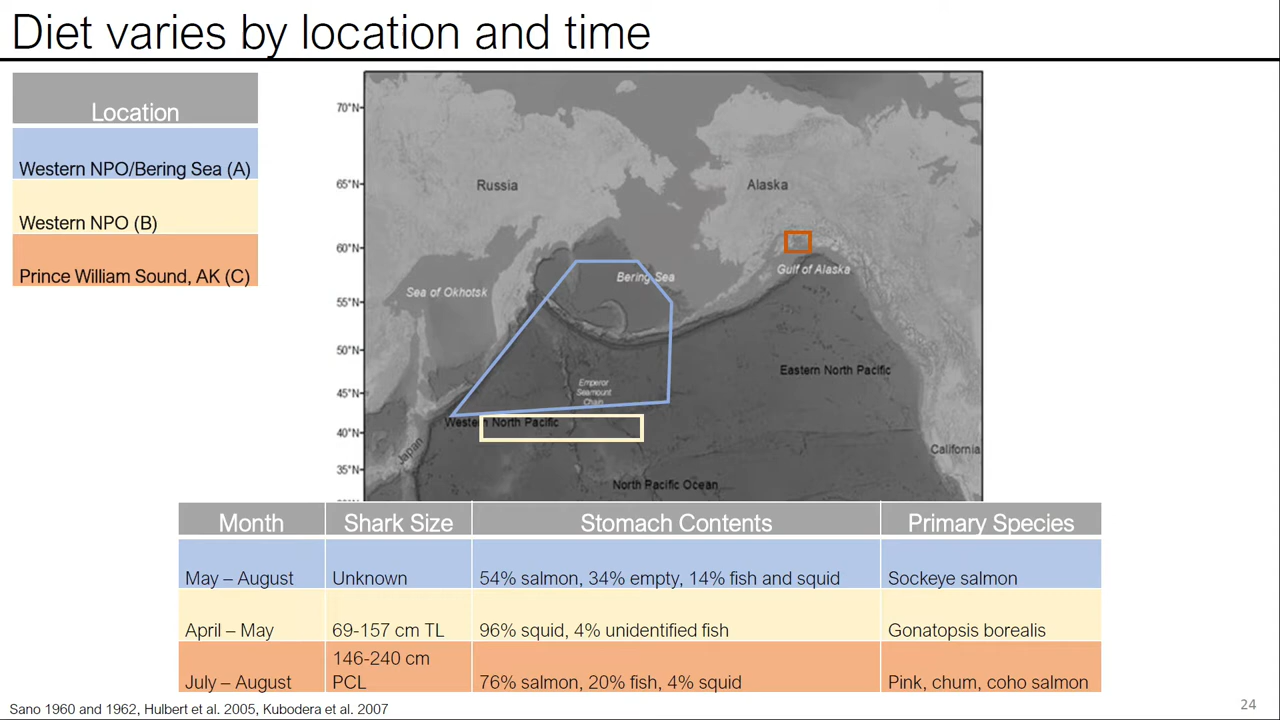 Diet varies by location and time
Location
Western NPO/Bering Sea (A)
Western NPO (B)
Prince William Sound, AK (C)
70°N
65°N
60°N
55°N
50°N
45°N
40°N
35°N
Russia
Alaska
Bering Sea
Gulf of Alaska
Sea of Okhotsk
Eastern North Pacific
Emperor
Seamount
Chain
Western North Pacific
Japan
California
North Pacific Ocean
Month Shark Size Stomach Contents Primary Species
May – August Unknown 54% salmon, 34% empty, 14% fish and squid Sockeye salmon
April – May 69-157 cm TL 96% squid, 4% unidentified fish Gonatopsis borealis
July – August 146-240 cm PCL 76% salmon, 20% fish, 4% squid Pink, chum, coho salmon
Sano 1960 and 1962, Hulbert et al. 2005, Kubodera et al. 2007
24